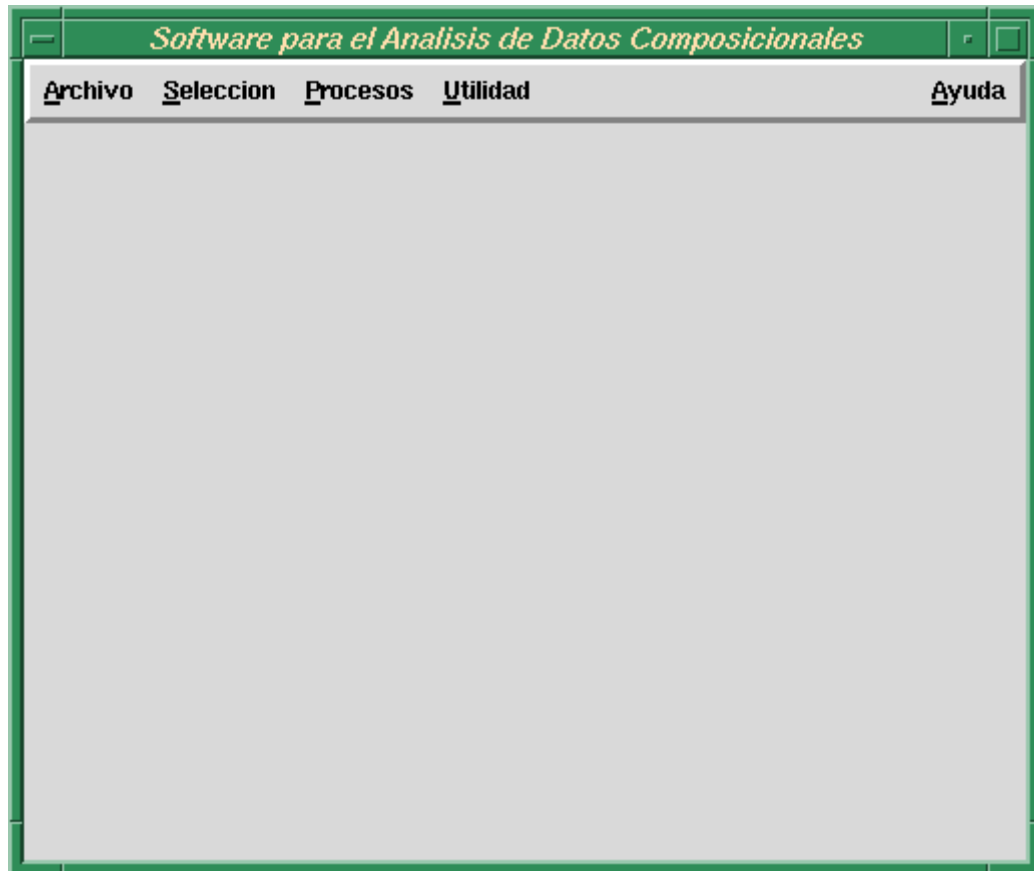 Software para el Analisis de Datos Composicionales
Archivo Seleccion Procesos Utilidad Ayuda